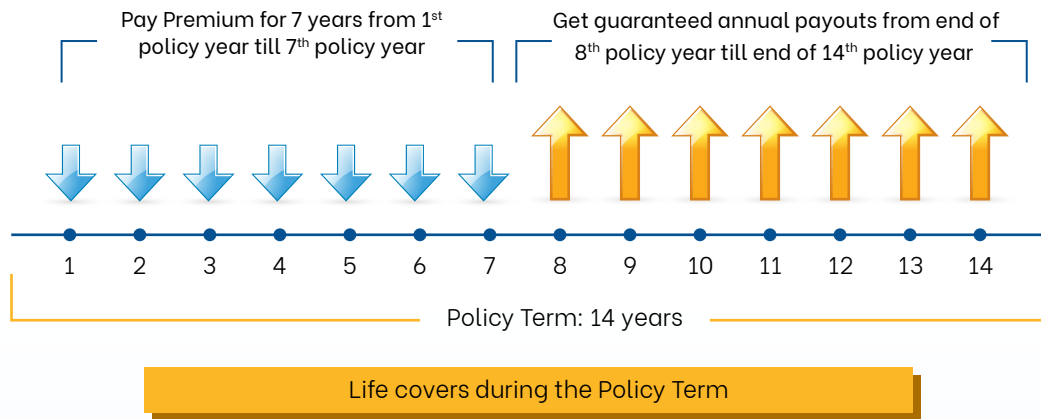 Pay Premium for 7 years from 1st
policy year till 7th policy year
Get guaranteed annual payouts from end of
8th policy year till end of 14th policy year
1 2 3 4 5 6 7 8 9 10 11 12 13 14
Policy Term: 14 years
Life covers during the Policy Term